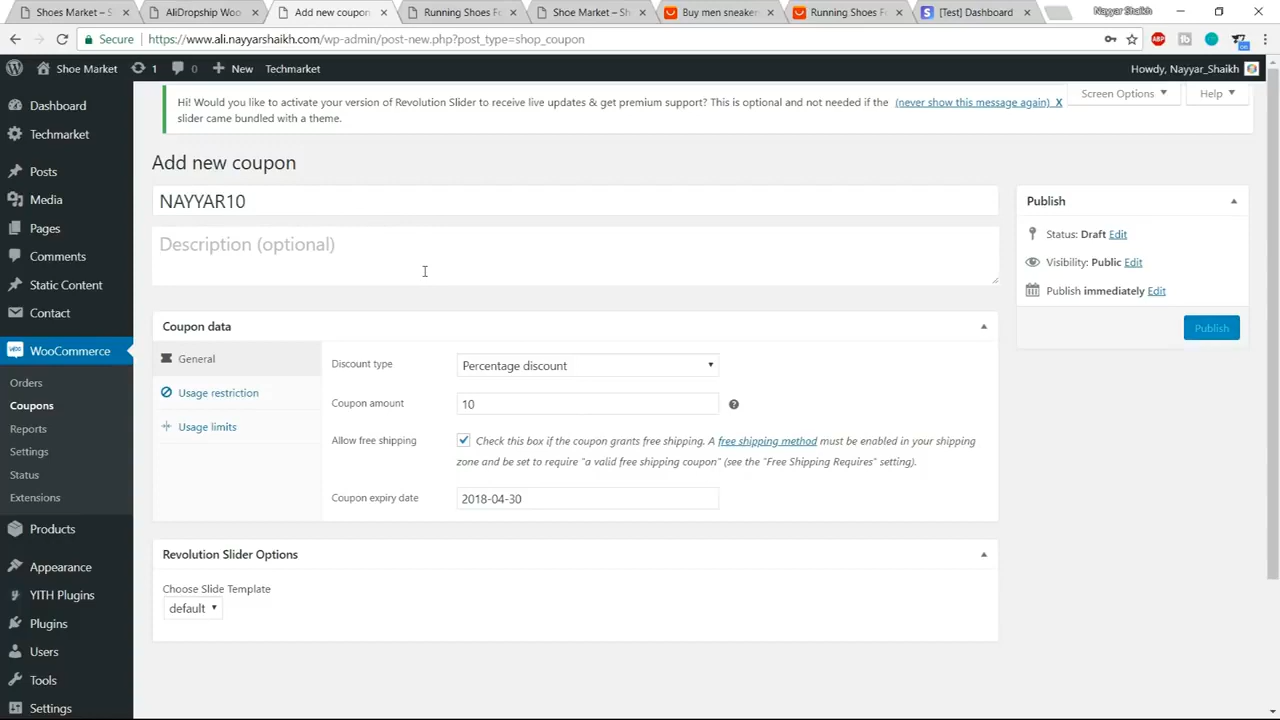 Shoes Market – S
AliDropship Woo
Add new coupon
Running Shoes Fo
Shoe Market – Sh
Buy men sneaker
Running Shoes Fo
[Test] Dashboard
Nayyar Shaikh
Secure
https://www.ali.nayyarshaikh.com/wp-admin/post-new.php?post_type=shop_coupon
Shoe Market
1
0
New
Techmarket
Howdy, Nayyar_Shaikh
Dashboard
Techmarket
Posts
Media
Pages
Comments
Static Content
Contact
WooCommerce
Orders
Coupons
Reports
Settings
Status
Extensions
Products
Appearance
YITH Plugins
Plugins
Users
Tools
Settings
Hi! Would you like to activate your version of Revolution Slider to receive live updates & get premium support? This is optional and not needed if the
slider came bundled with a theme.
(never show this message again) X
Screen Options
Help
Add new coupon
NAYYAR10
Description (optional)
Coupon data
General
Usage restriction
Usage limits
Discount type
Percentage discount
Coupon amount
10
Allow free shipping
Check this box if the coupon grants free shipping. A free shipping method must be enabled in your shipping
zone and be set to require "a valid free shipping coupon" (see the "Free Shipping Requires" setting).
Coupon expiry date
2018-04-30
Revolution Slider Options
Choose Slide Template
default
Publish
Status: Draft Edit
Visibility: Public Edit
Publish immediately Edit
Publish